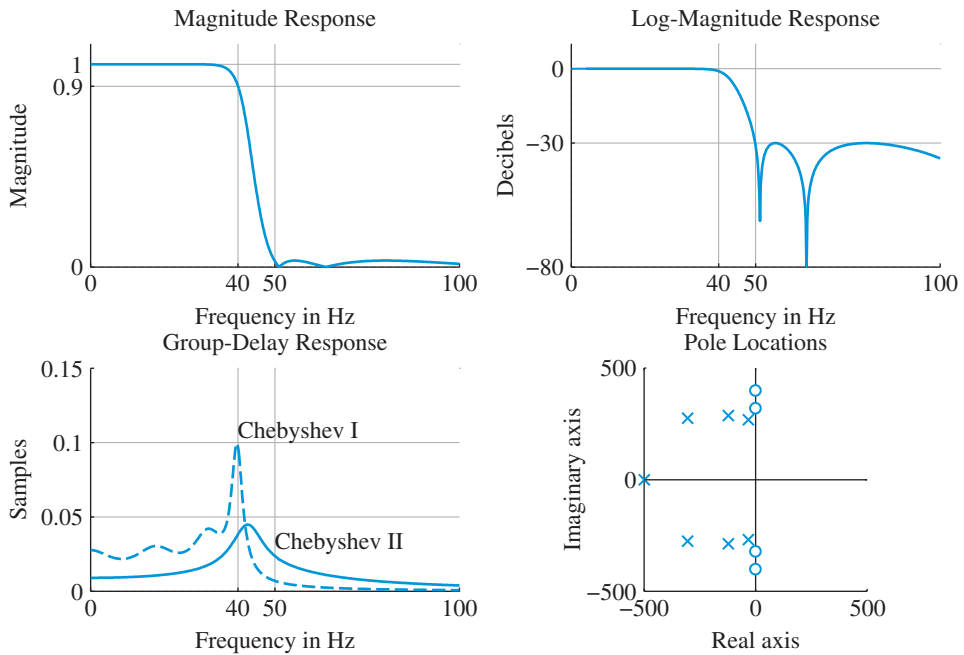 Magnitude Response
Magnitude
1
0.9
0
0
40
50
100
Frequency in Hz
Log-Magnitude Response
Decibels
0
−30
−80
0
40
50
100
Frequency in Hz
Group-Delay Response
Samples
0.15
0.1
0.05
0
Chebyshev I
Chebyshev II
0
40
50
100
Frequency in Hz
Pole Locations
Imaginary axis
500
0
−500
−500
0
500
Real axis